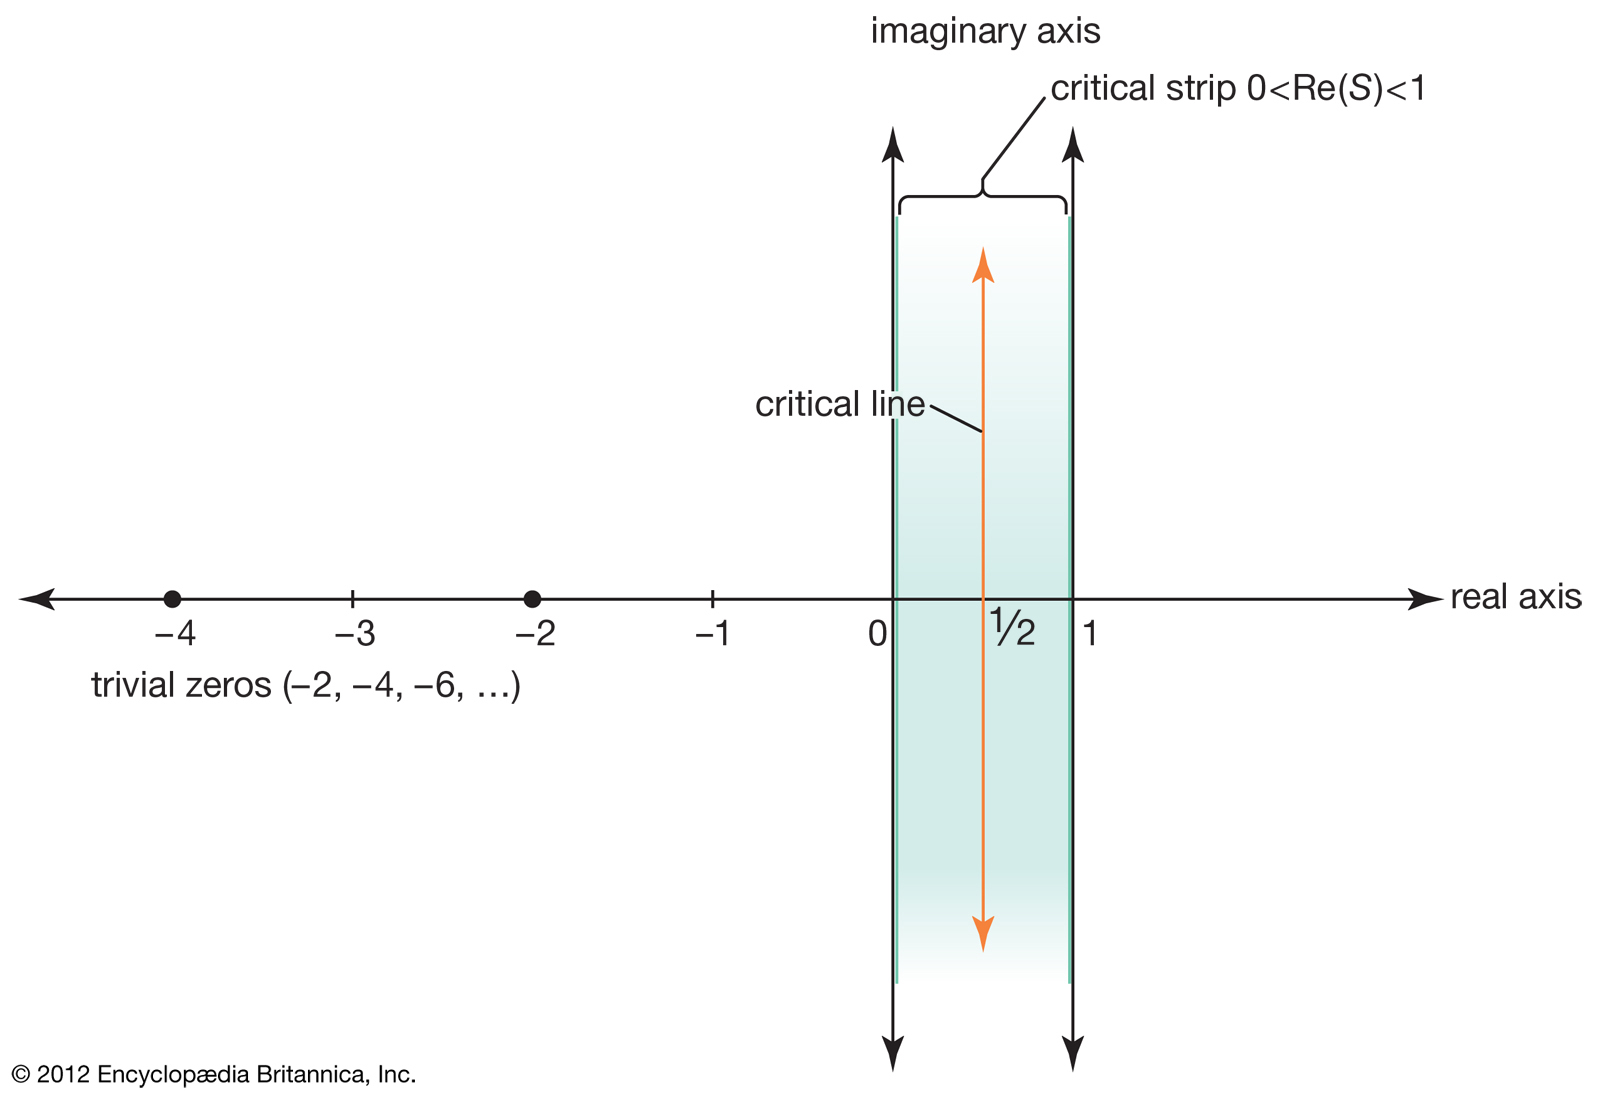 imaginary axis
critical strip 0<Re(S)<1
critical line
real axis
−4 −3 −2 −1 0 ½ 1
trivial zeros (−2, −4, −6, …)
© 2012 Encyclopædia Britannica, Inc.